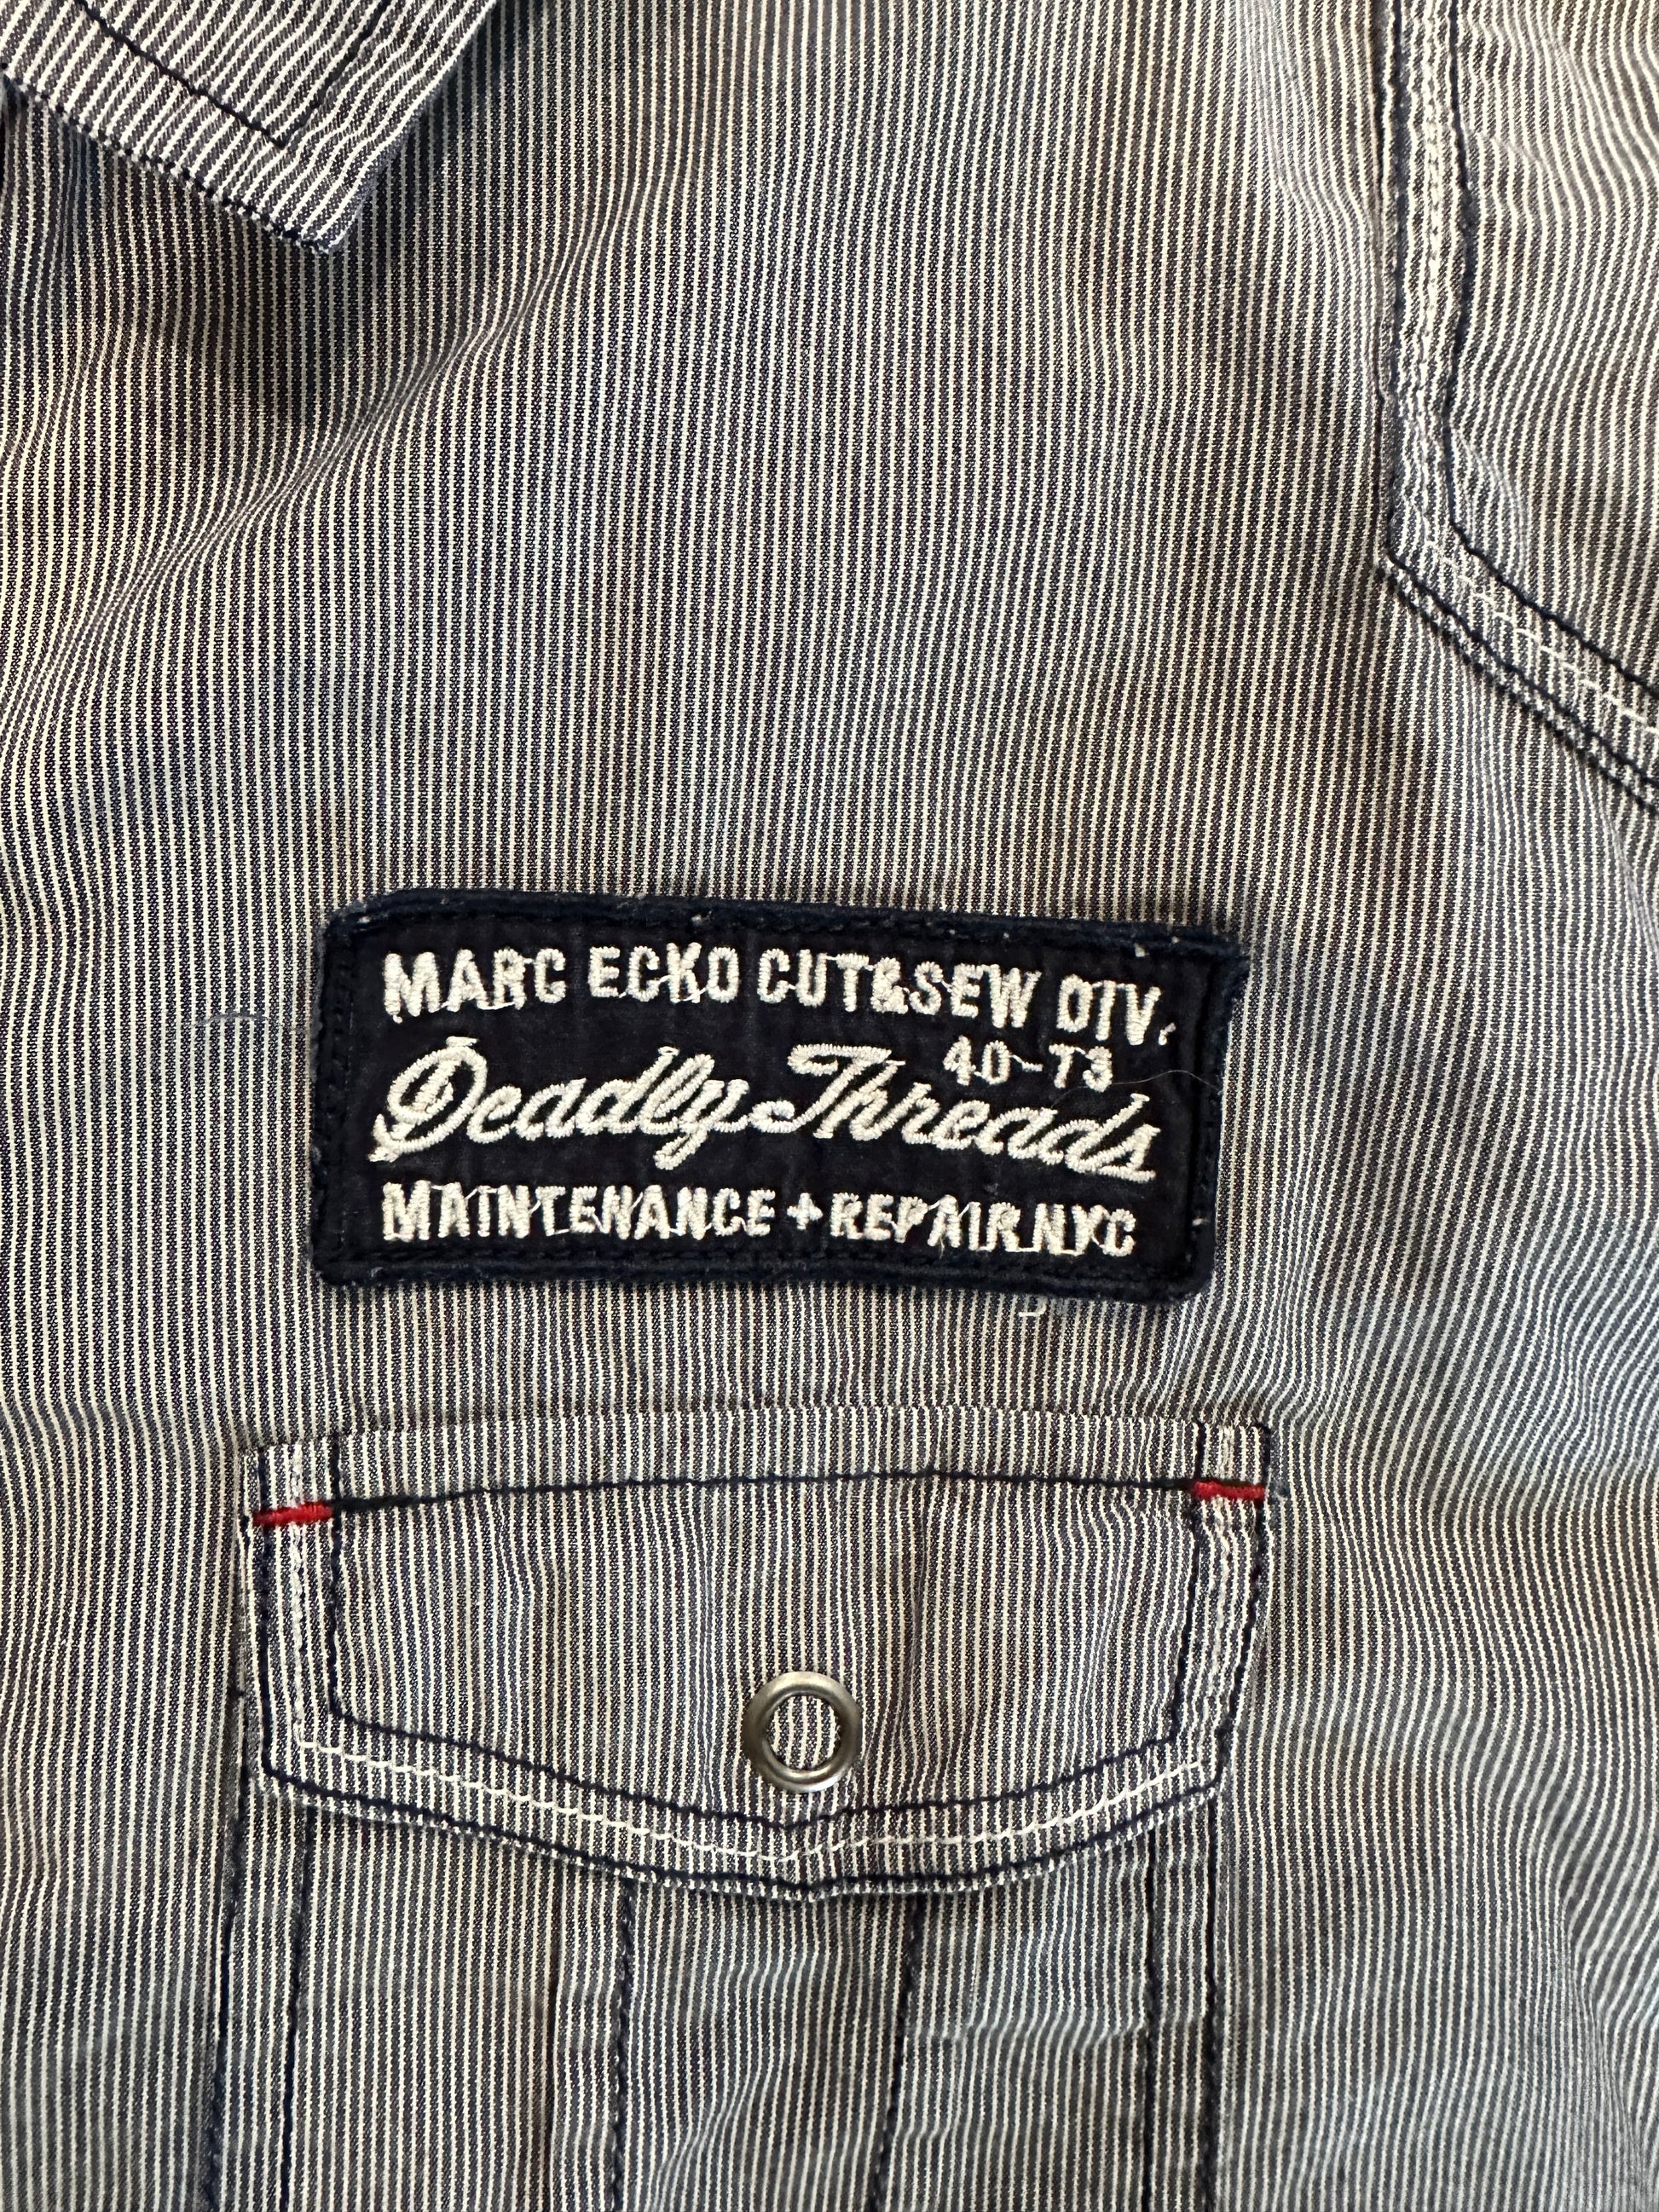 MARC ECKO CUT&SEW DIV.
40-73
Deadly Threads
MAINTENANCE + REPAIR NYC